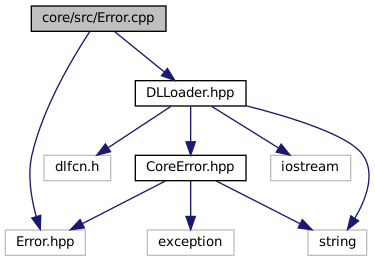 core/src/Error.cpp
DLLoader.hpp
dlfcn.h
CoreError.hpp
iostream
Error.hpp
exception
string